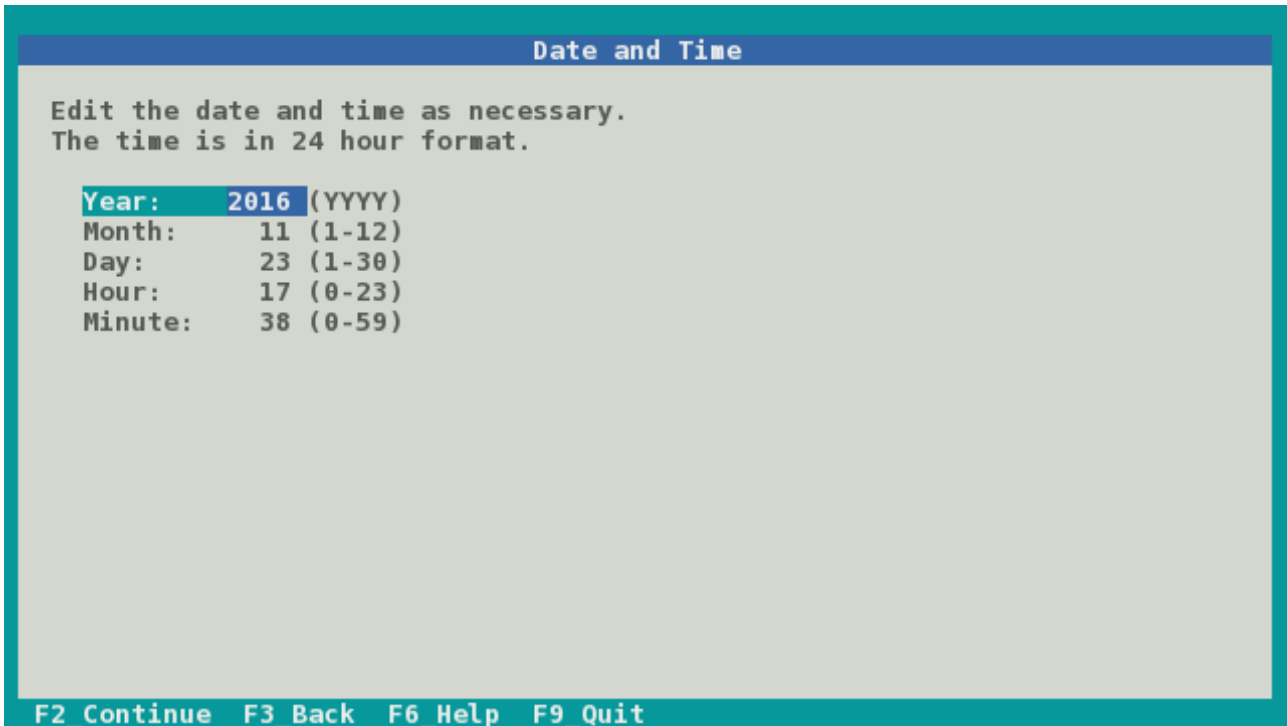 Date and Time
Edit the date and time as necessary.
The time is in 24 hour format.
Year: 2016 (YYYY)
Month: 11 (1-12)
Day: 23 (1-30)
Hour: 17 (0-23)
Minute: 38 (0-59)
F2 Continue F3 Back F6 Help F9 Quit